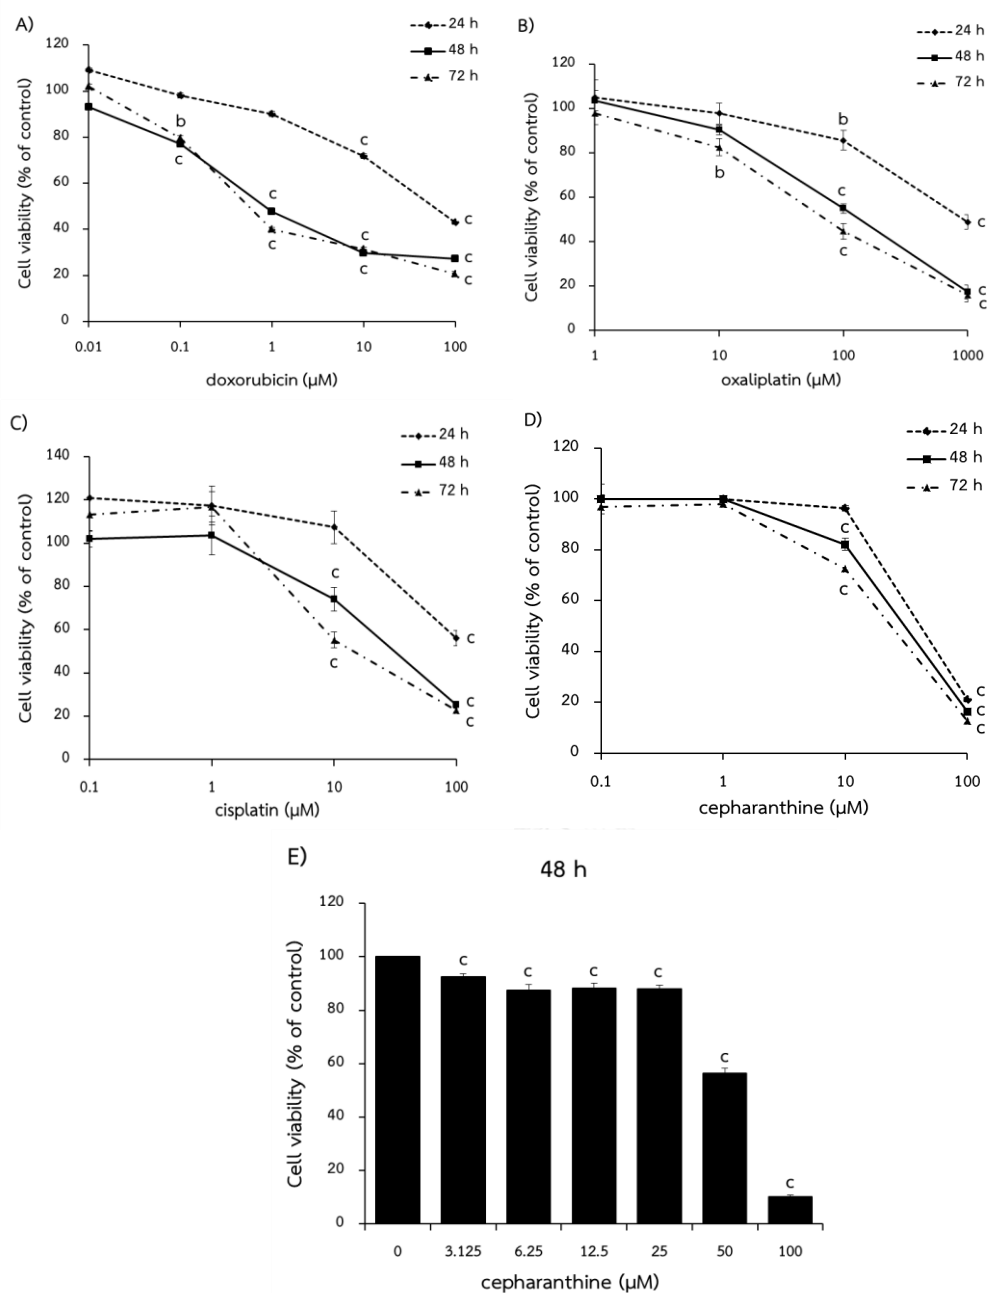 A)
24 h
48 h
72 h
120
100
80
60
40
20
0
Cell viability (% of control)
b
c
c
c
c
c
c
c
c
c
0.01 0.1 1 10 100
doxorubicin (µM)
B)
24 h
48 h
72 h
120
100
80
60
40
20
0
Cell viability (% of control)
b
b
c
c
c
c
c
1 10 100 1000
oxaliplatin (µM)
C)
24 h
48 h
72 h
140
120
100
80
60
40
20
0
Cell viability (% of control)
c
c
c
c
c
0.1 1 10 100
cisplatin (µM)
D)
24 h
48 h
72 h
120
100
80
60
40
20
0
Cell viability (% of control)
c
c
c
c
c
0.1 1 10 100
cepharanthine (µM)
E)
48 h
120
100
80
60
40
20
0
Cell viability (% of control)
c c c c c c
0 3.125 6.25 12.5 25 50 100
cepharanthine (µM)